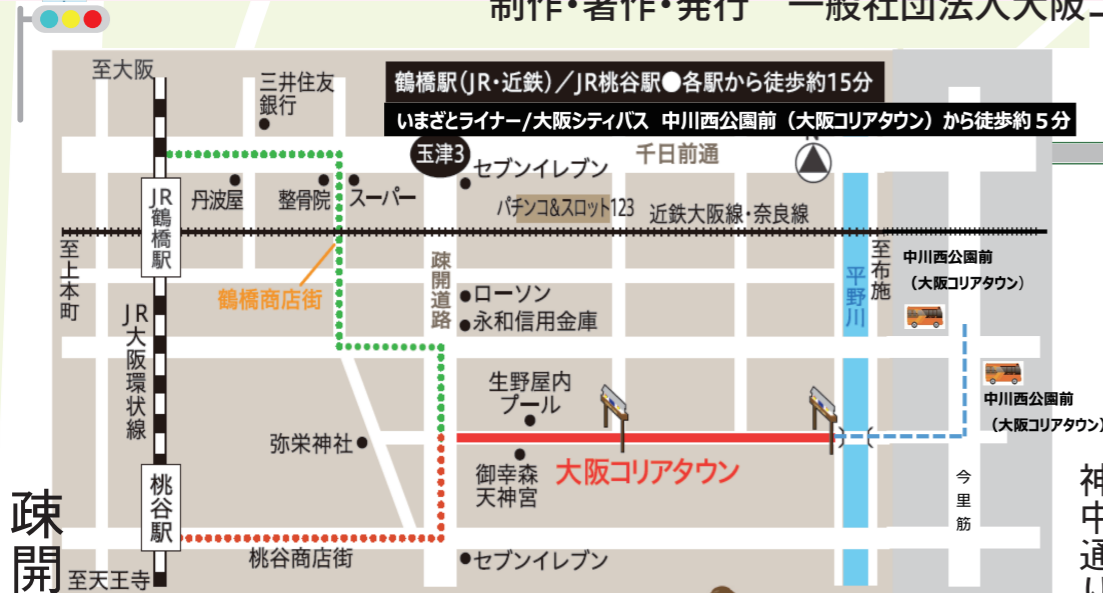 制作・著作・発行 一般社団法人大阪コ
至大阪
三井住友
銀行
鶴橋駅(JR・近鉄)／JR桃谷駅●各駅から徒歩約15分
いまざとライナー/大阪シティバス 中川西公園前（大阪コリアタウン）から徒歩約５分
玉津3
千日前通
セブンイレブン
丹波屋
整骨院
スーパー
パチンコ&スロット123
近鉄大阪線・奈良線
JR鶴橋駅
至上本町
至布施
中川西公園前
（大阪コリアタウン）
疎開道路
平野川
鶴橋商店街
ローソン
永和信用金庫
JR大阪環状線
生野屋内
プール
中川西公園前
（大阪コリアタウン）
弥栄神社
御幸森
天神宮
大阪コリアタウン
今里筋
桃谷駅
桃谷商店街
セブンイレブン
至天王寺
疎開
神中通り